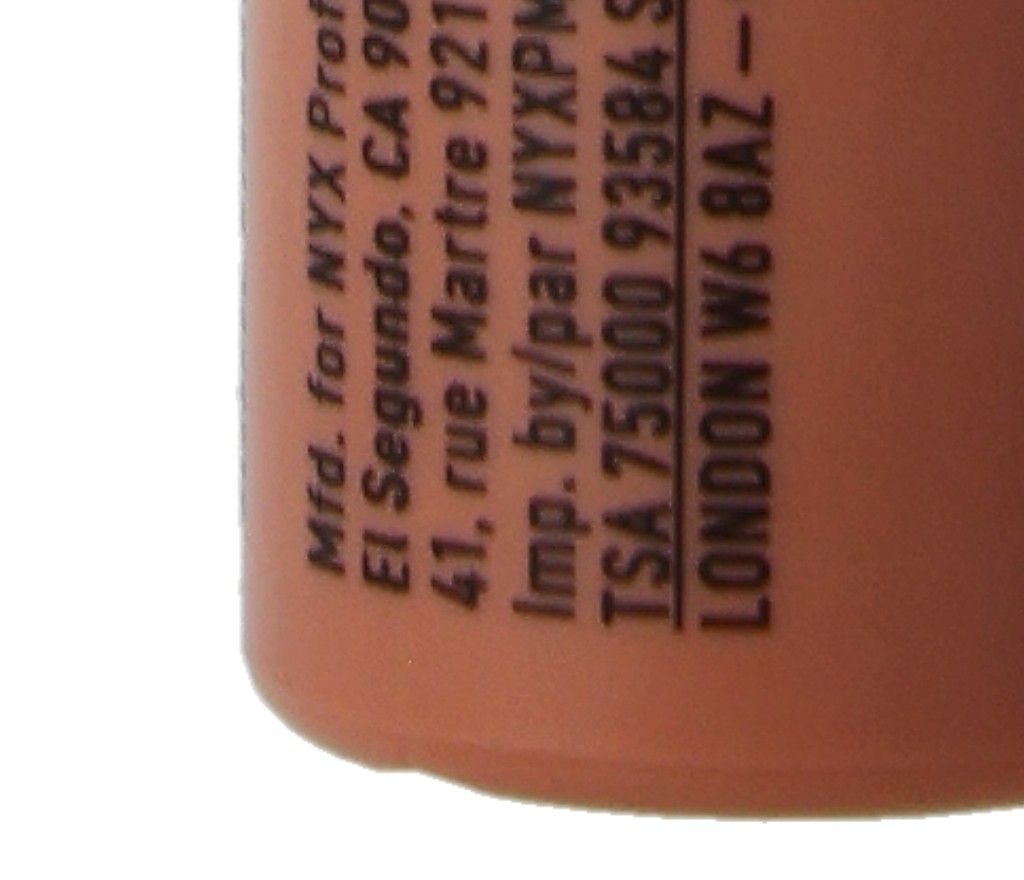 Mfd. for NYX Prof
El Segundo, CA 90
41, rue Martre 921
Imp. by/par NYXPM
TSA 75000 93584 S
LONDON W6 8AZ –